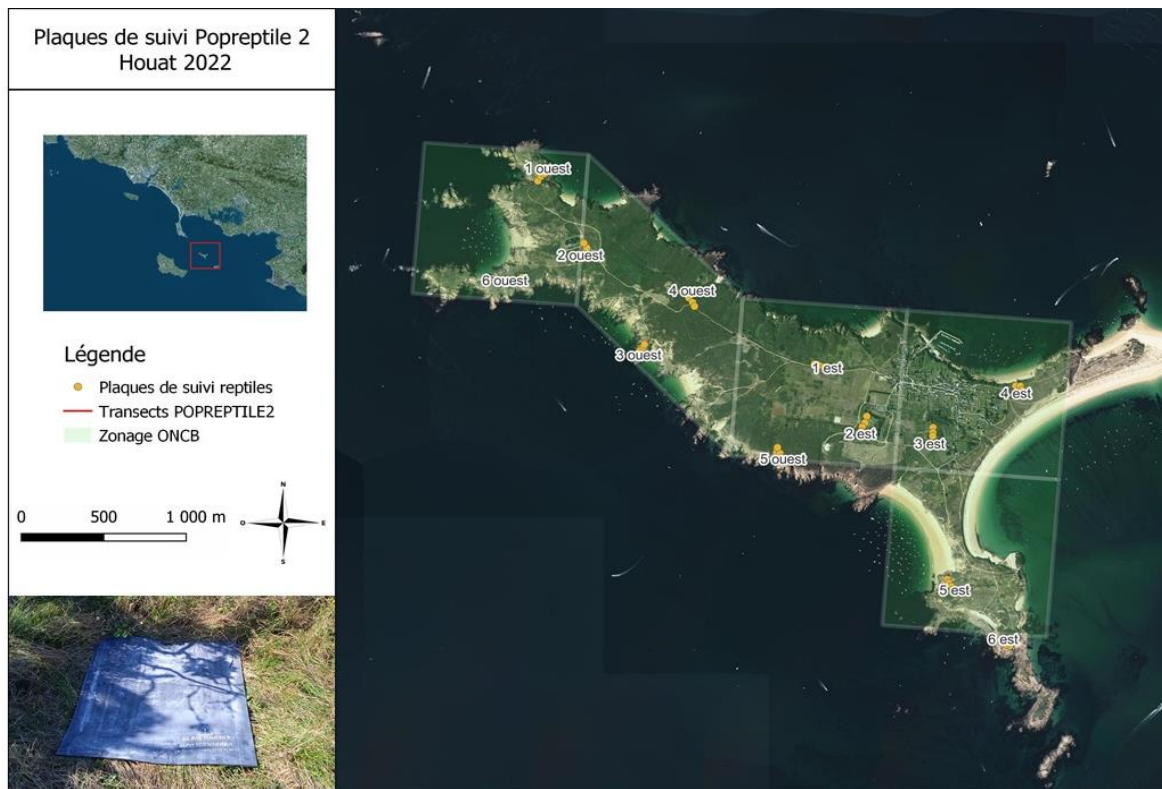 Plaques de suivi Popreptile 2
Houat 2022
Légende
Plaques de suivi reptiles
Transects POPREPTILE2
Zonage ONCB
0 500 1 000 m
N
O E
S
1 ouest
2 ouest
6 ouest
4 ouest
3 ouest
1 est
4 est
2 est
3 est
5 ouest
5 est
6 est